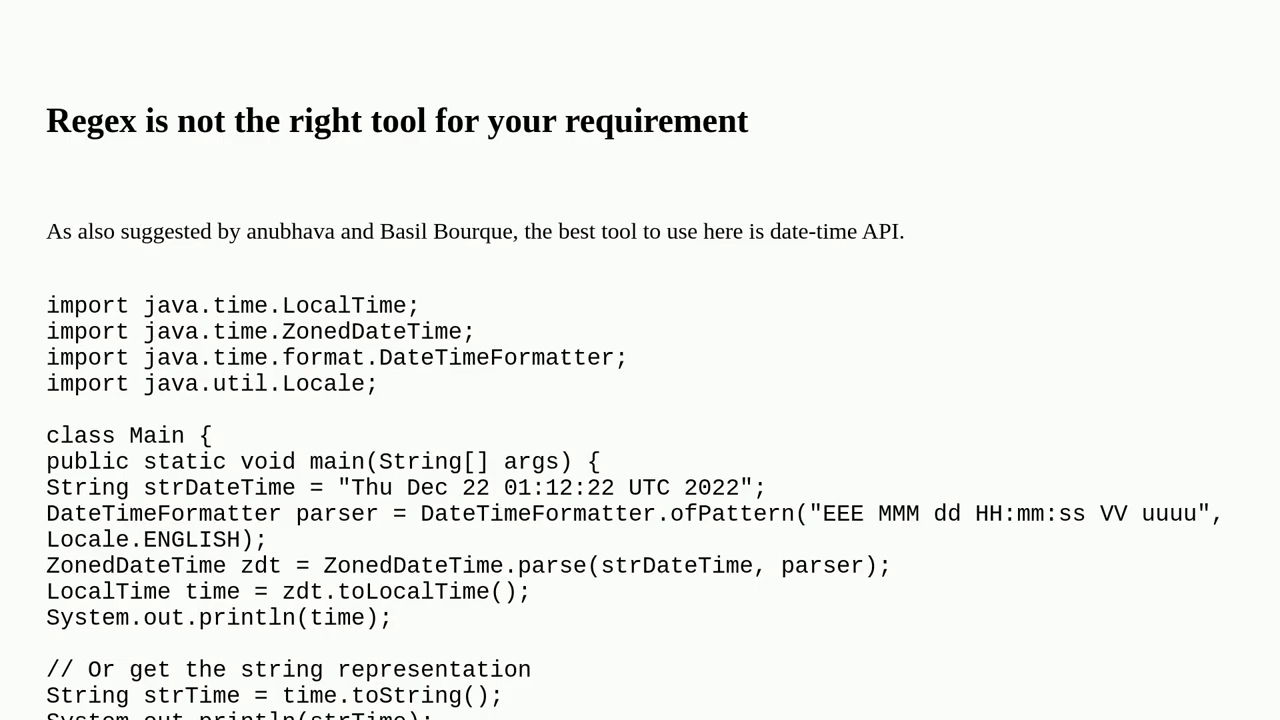 Regex is not the right tool for your requirement
As also suggested by anubhava and Basil Bourque, the best tool to use here is date-time API.
import java.time.LocalTime;
import java.time.ZonedDateTime;
import java.time.format.DateTimeFormatter;
import java.util.Locale;
class Main {
public static void main(String[] args) {
String strDateTime = "Thu Dec 22 01:12:22 UTC 2022";
DateTimeFormatter parser = DateTimeFormatter.ofPattern("EEE MMM dd HH:mm:ss VV uuuu",
Locale.ENGLISH);
ZonedDateTime zdt = ZonedDateTime.parse(strDateTime, parser);
LocalTime time = zdt.toLocalTime();
System.out.println(time);
// Or get the string representation
String strTime = time.toString();
System.out.println(strTime);